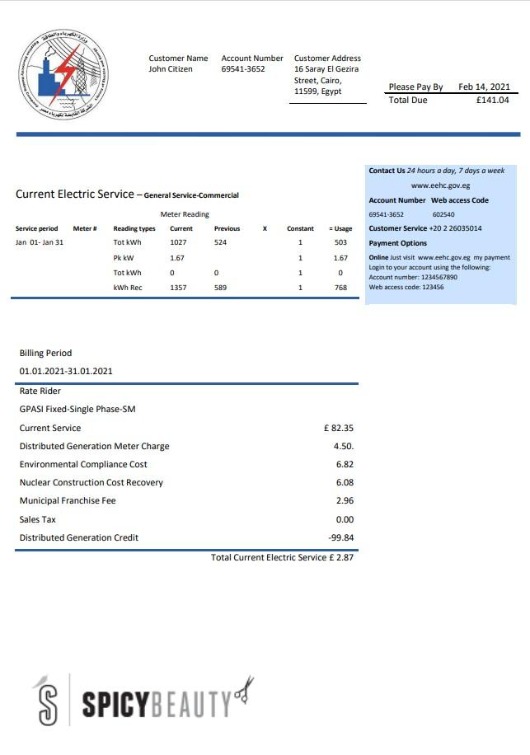 Customer Name Account Number Customer Address
John Citizen 69541-3652 16 Saray El Gezira
Street, Cairo,
11599, Egypt
Please Pay By Feb 14, 2021
Total Due £141.04
Contact Us 24 hours a day, 7 days a week
www.eehc.gov.eg
Account Number Web access Code
69541-3652 602540
Customer Service +20 2 26035014
Payment Options
Online Just visit www.eehc.gov.eg my payment
Login to your account using the following:
Account number: 1234567890
Web access code: 123456
Current Electric Service – General Service-Commercial
Meter Reading
Service period Meter # Reading types Current Previous X Constant = Usage
Jan 01- Jan 31 Tot kWh 1027 524 1 503
Pk kW 1.67 1 1.67
Tot kWh 0 0 1 0
kWh Rec 1357 589 1 768
Billing Period
01.01.2021-31.01.2021
Rate Rider
GPASI Fixed-Single Phase-SM
Current Service £ 82.35
Distributed Generation Meter Charge 4.50.
Environmental Compliance Cost 6.82
Nuclear Construction Cost Recovery 6.08
Municipal Franchise Fee 2.96
Sales Tax 0.00
Distributed Generation Credit -99.84
Total Current Electric Service £ 2.87
SPICYBEAUTY